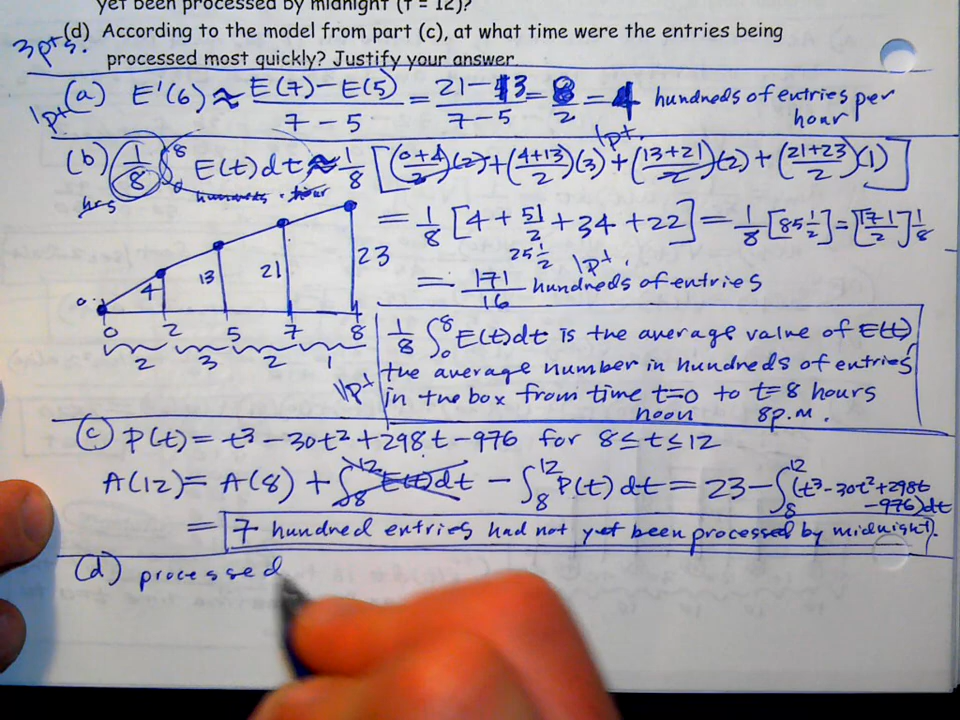 yet been processed by midnight (t = 12)?
3pts. (d) According to the model from part (c), at what time were the entries being
processed most quickly? Justify your answer.
1pt (a) E'(6) ≈ E(7)-E(5) / 7-5 = 21-13 / 7-5 = 8/2 = 4 hundreds of entries per hour
(b) 1/8 ∫₀⁸ E(t)dt ≈ 1/8 [((0+4)/2)(2)+((4+13)/2)(3)+((13+21)/2)(2)+((21+23)/2)(1)] 1pt.
hrs hundreds · hour
= 1/8 [4 + 51/2 + 34 + 22] = 1/8 [85 1/2] = [171/2] 1/8
25 1/2
= 171/16 hundreds of entries 1pt.
0 4 13 21 23
0 2 5 7 8
2 3 2 1
1/8 ∫₀⁸ E(t)dt is the average value of E(t)
the average number in hundreds of entries
1pt in the box from time t=0 to t=8 hours
noon 8p.m.
(c) P(t) = t³ - 30t² + 298t - 976 for 8 ≤ t ≤ 12
A(12) = A(8) + ∫₈¹² E(t)dt - ∫₈¹² P(t)dt = 23 - ∫₈¹² (t³-30t²+298t
-976)dt
= 7 hundred entries had not yet been processed by midnight.
(d) processed